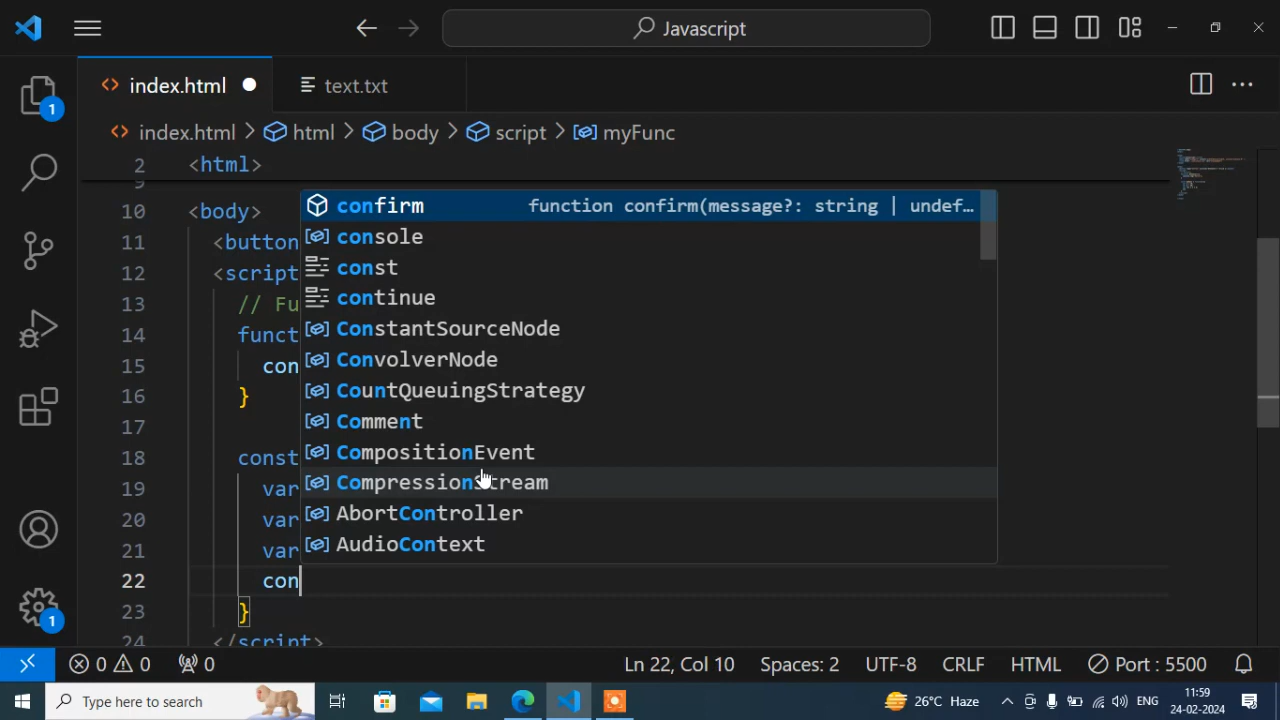 Javascript
index.html
text.txt
index.html > html > body > script > myFunc
2 <html>
9
10 <body>
11 <button
12 <script
13 // Fu
14 funct
15 con
16 }
17
18 const
19 var
20 var
21 var
22 con
23 }
24 </script>
confirm function confirm(message?: string | undef…
console
const
continue
ConstantSourceNode
ConvolverNode
CountQueuingStrategy
Comment
CompositionEvent
CompressionStream
AbortController
AudioContext
1
1
0 0 0 Ln 22, Col 10 Spaces: 2 UTF-8 CRLF HTML Port : 5500
Type here to search
26°C Haze
ENG
11:59
24-02-2024